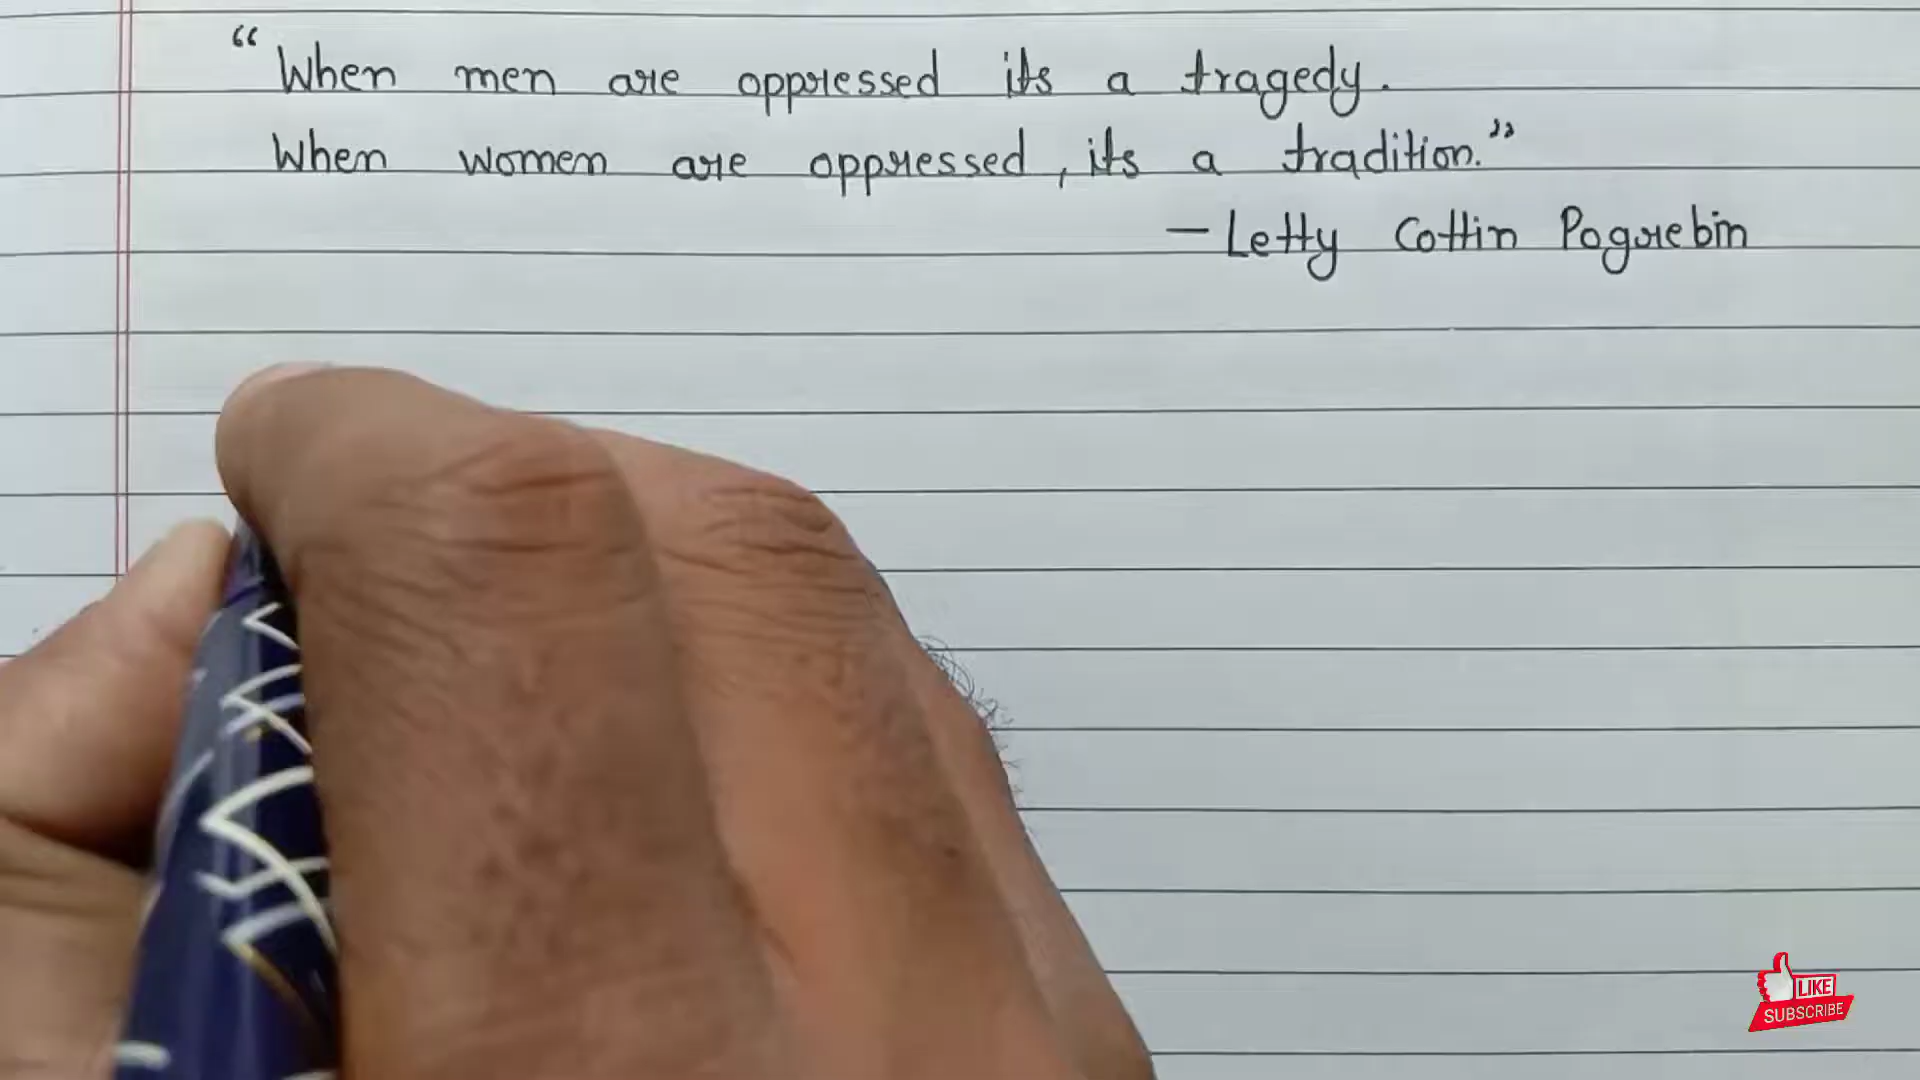 “When men are oppressed its a tragedy.
When women are oppressed, its a tradition.”
— Letty Cottin Pogrebin
LIKE
SUBSCRIBE